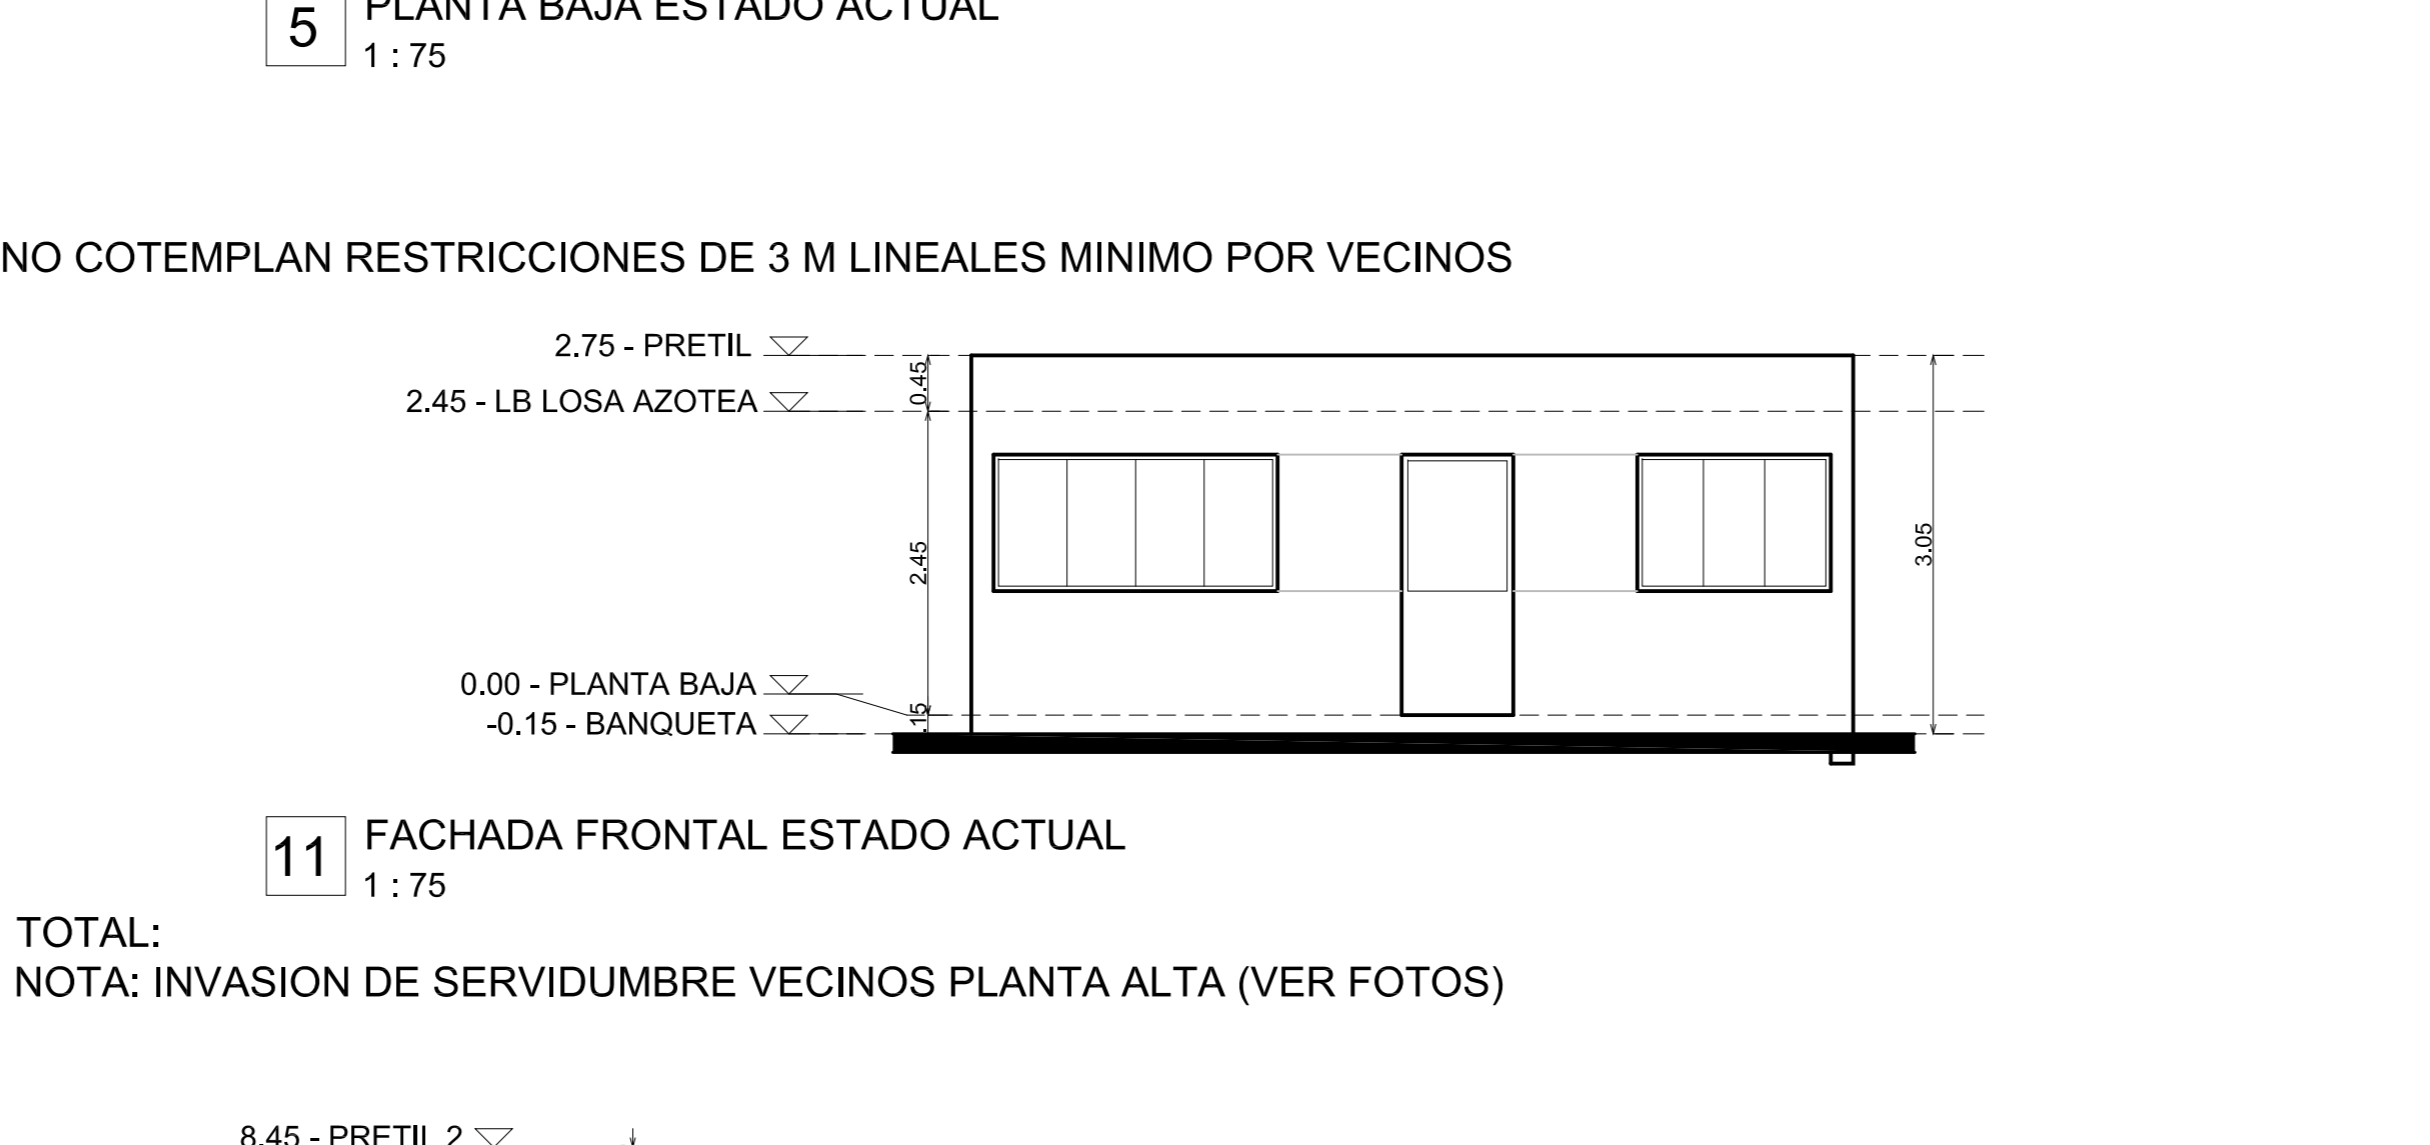 5
PLANTA BAJA ESTADO ACTUAL
1 : 75
NO COTEMPLAN RESTRICCIONES DE 3 M LINEALES MINIMO POR VECINOS
2.75 - PRETIL
0.45
2.45 - LB LOSA AZOTEA
2.45
3.05
0.00 - PLANTA BAJA
.15
-0.15 - BANQUETA
11
FACHADA FRONTAL ESTADO ACTUAL
1 : 75
TOTAL:
NOTA: INVASION DE SERVIDUMBRE VECINOS PLANTA ALTA (VER FOTOS)
8.45 - PRETIL 2